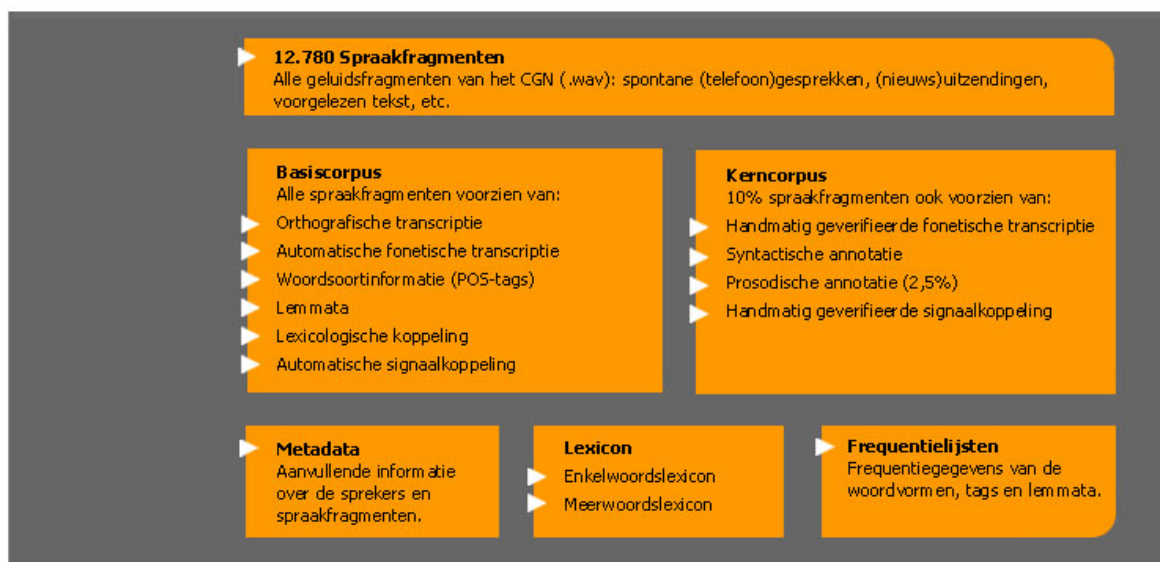 12.780 Spraakfragmenten
Alle geluidsfragmenten van het CGN (.wav): spontane (telefoon)gesprekken, (nieuws)uitzendingen,
voorgelezen tekst, etc.
Basiscorpus
Alle spraakfragmenten voorzien van:
Orthografische transcriptie
Automatische fonetische transcriptie
Woordsoortinformatie (POS-tags)
Lemmata
Lexicologische koppeling
Automatische signaalkoppeling
Kerncorpus
10% spraakfragmenten ook voorzien van:
Handmatig geverifieerde fonetische transcriptie
Syntactische annotatie
Prosodische annotatie (2,5%)
Handmatig geverifieerde signaalkoppeling
Metadata
Aanvullende informatie
over de sprekers en
spraakfragmenten.
Lexicon
Enkelwoordslexicon
Meerwoordslexicon
Frequentielijsten
Frequentiegegevens van de
woordvormen, tags en lemmata.